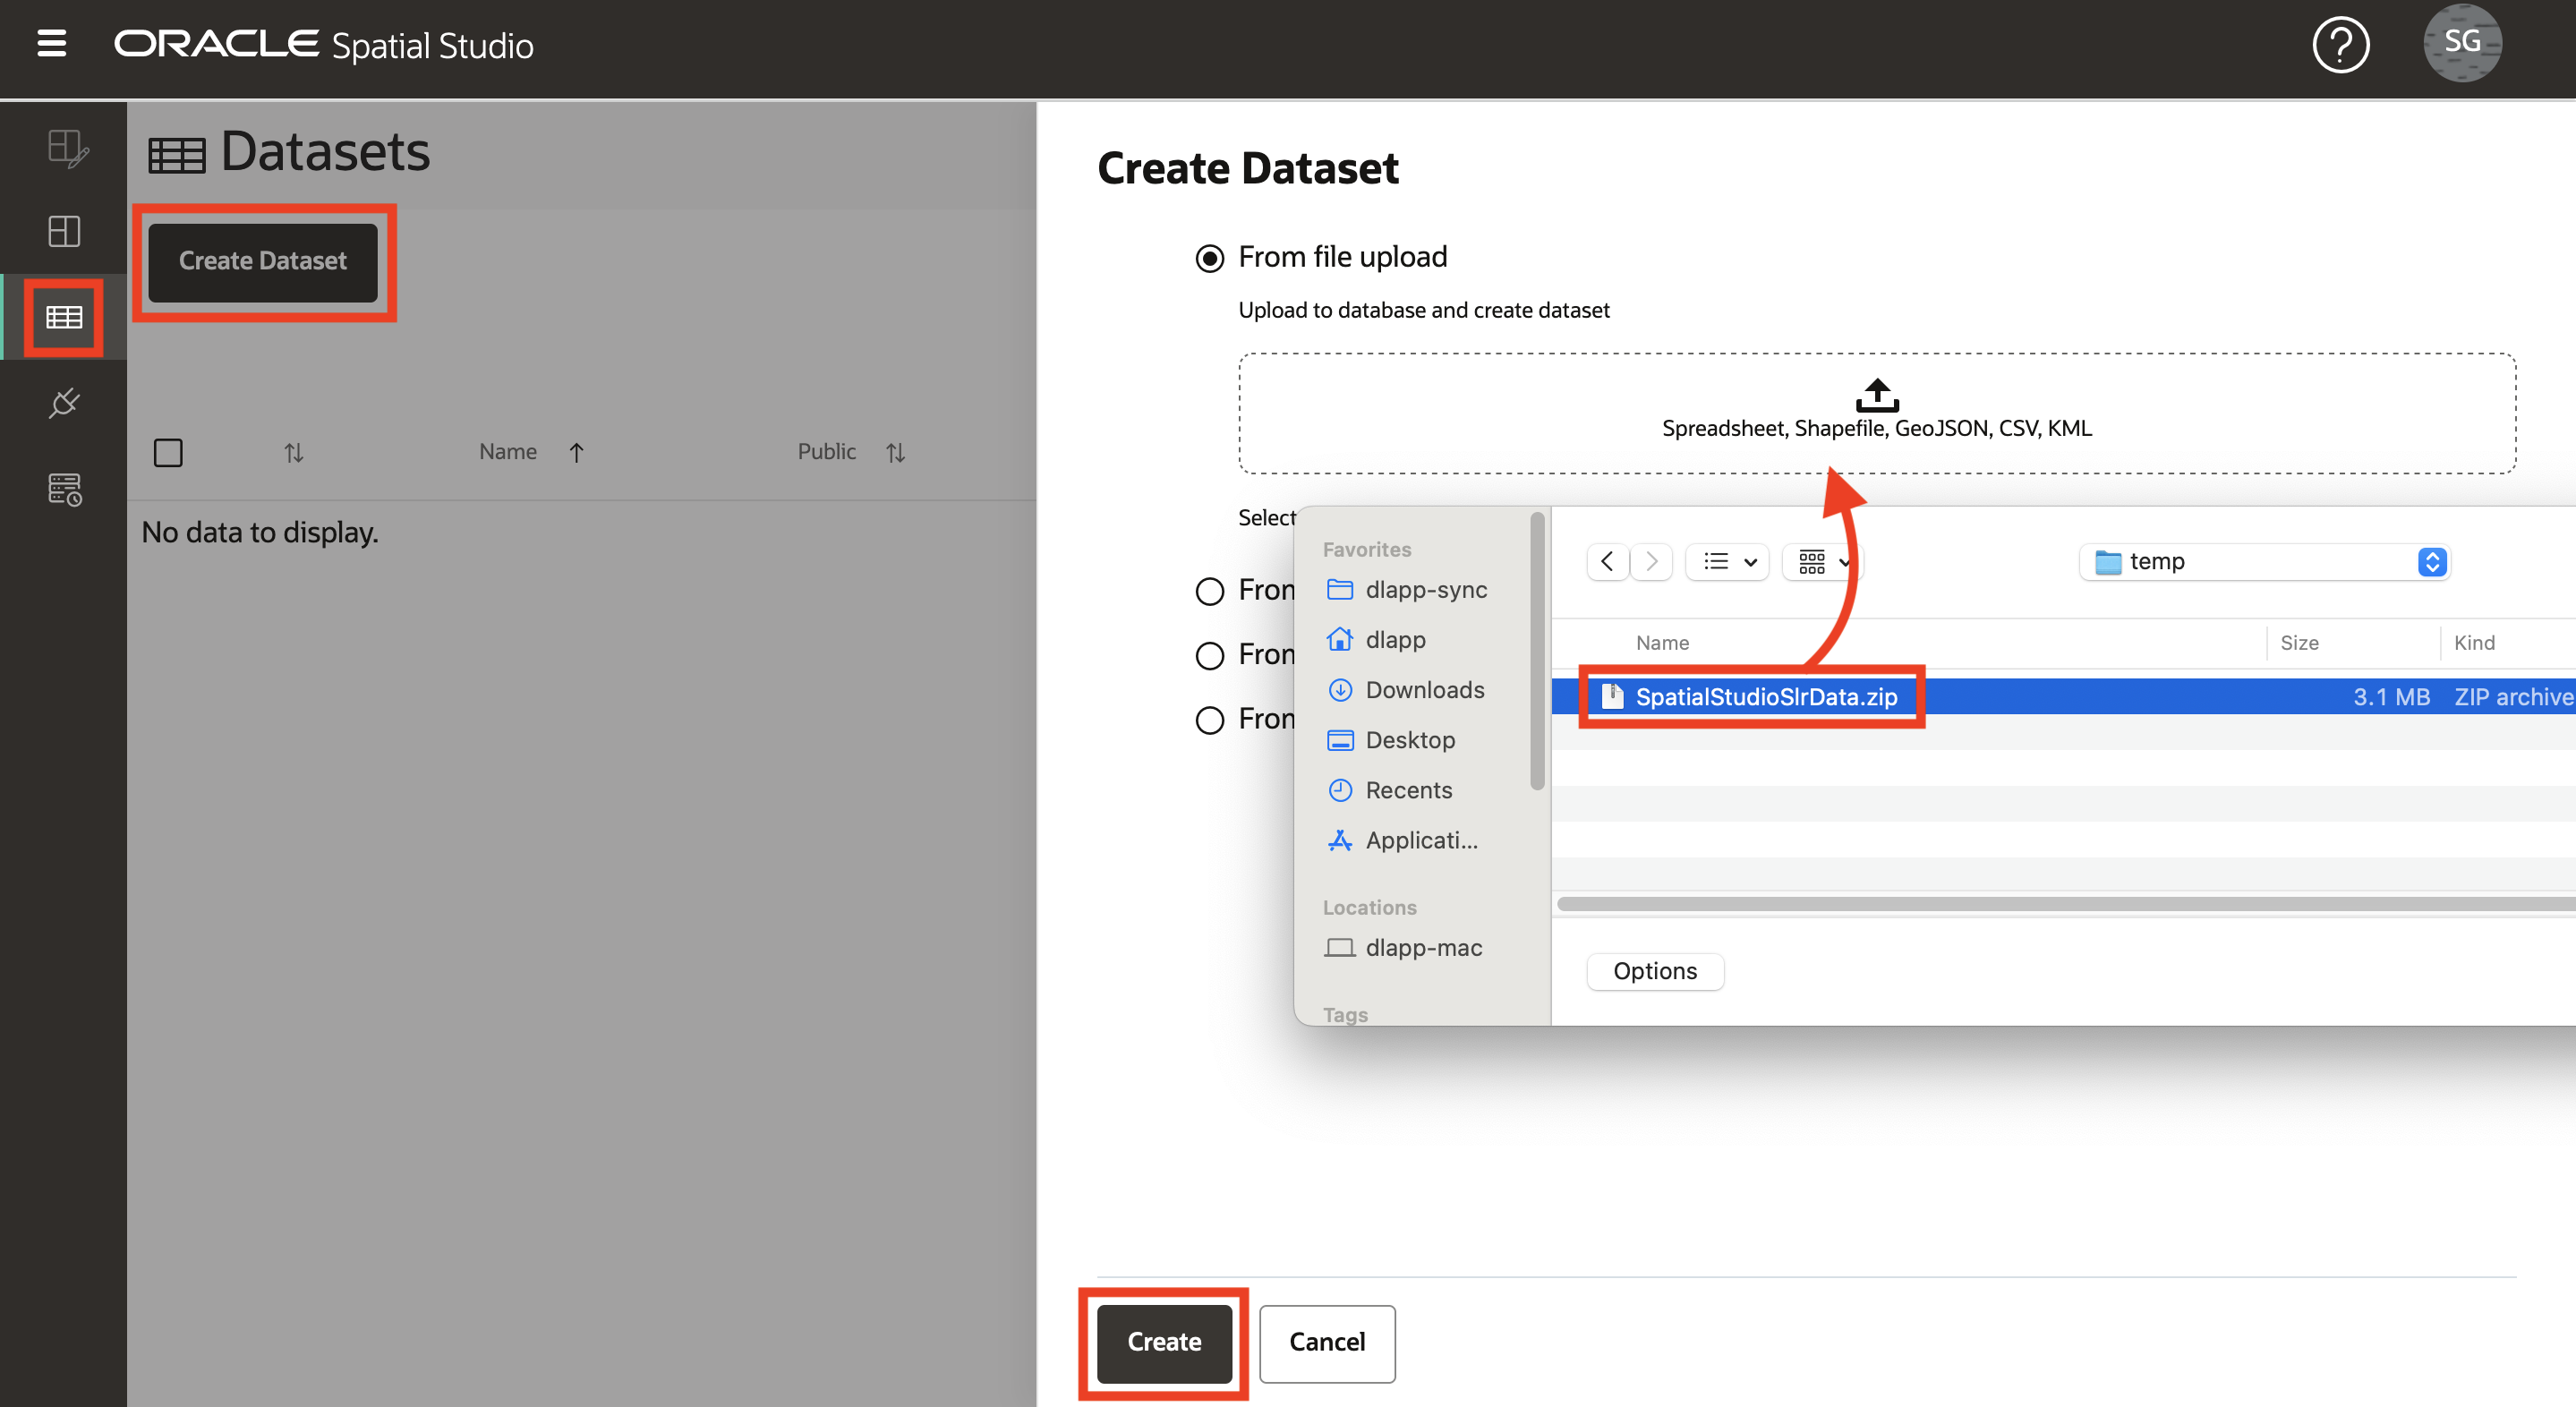 ORACLE Spatial Studio
SG
Datasets
Create Dataset
Name
Public
No data to display.
Create Dataset
From file upload
Upload to database and create dataset
Spreadsheet, Shapefile, GeoJSON, CSV, KML
Select
Fron
Fron
Fron
Favorites
dlapp-sync
dlapp
Downloads
Desktop
Recents
Applicati...
Locations
dlapp-mac
Tags
temp
Name Size Kind
SpatialStudioSlrData.zip 3.1 MB ZIP archive
Options
Create
Cancel